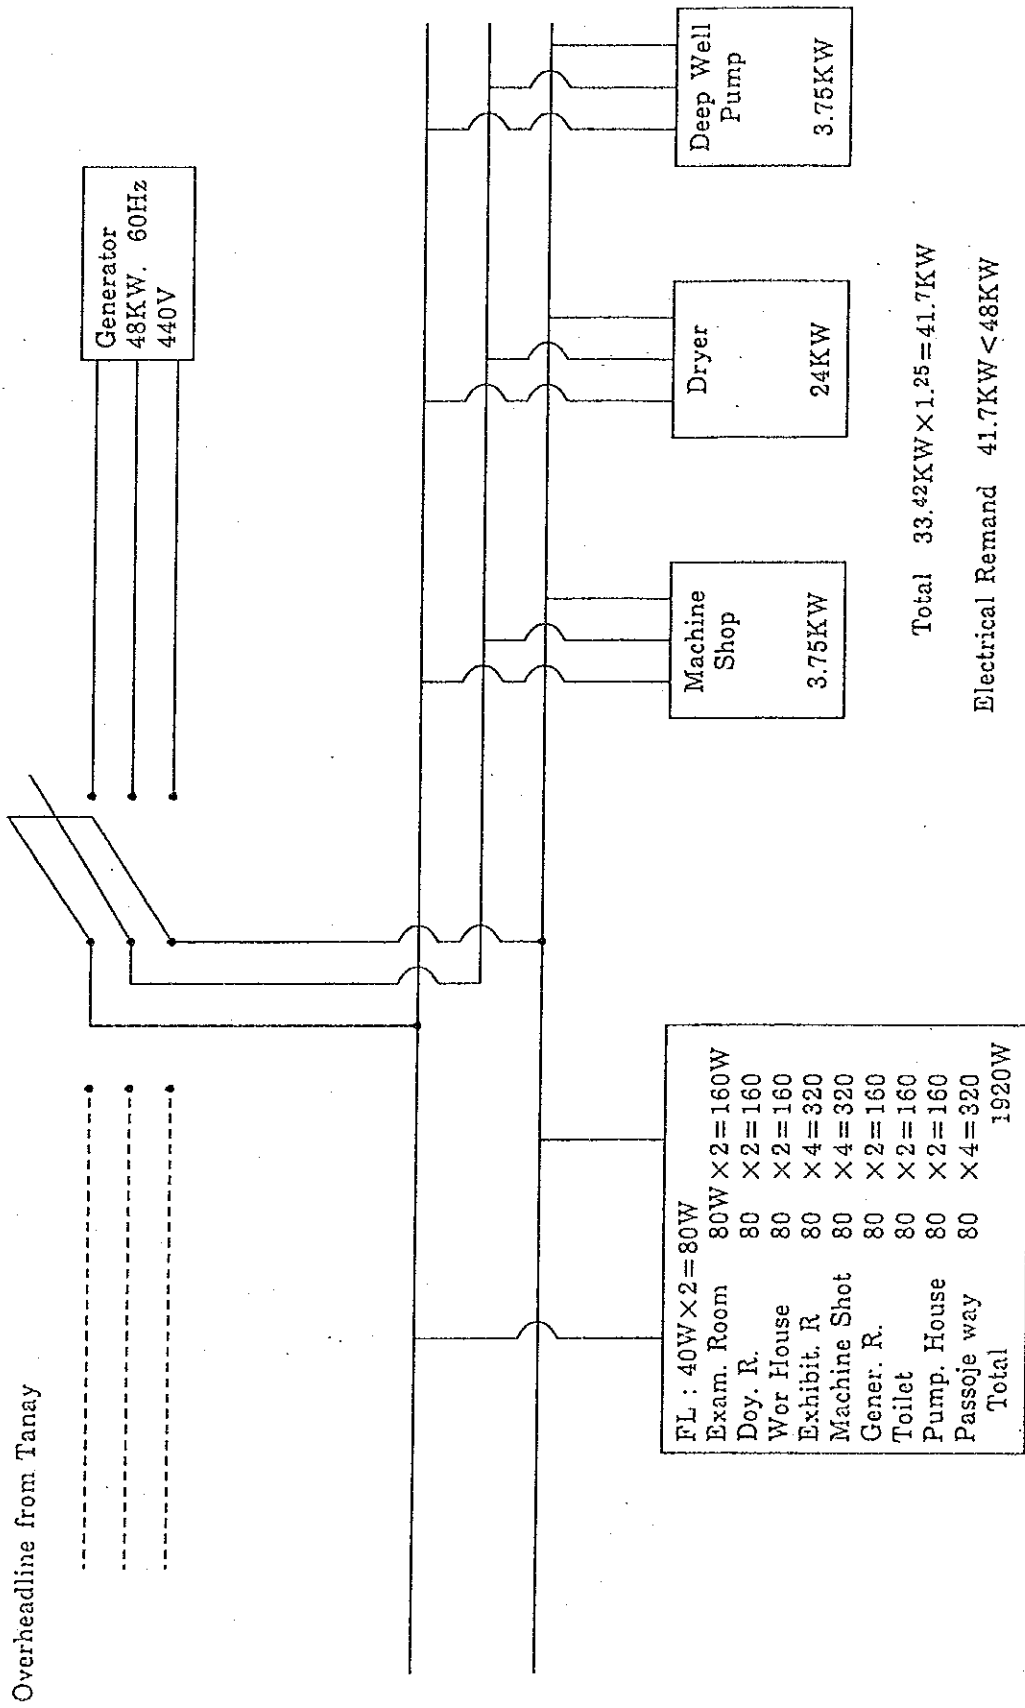 Overheadline from Tanay
Generator
48KW. 60Hz
440V
FL : 40W×2=80W
Exam. Room 80W×2=160W
Doy. R. 80 ×2=160
Wor House 80 ×2=160
Exhibit. R 80 ×4=320
Machine Shot 80 ×4=320
Gener. R. 80 ×2=160
Toilet 80 ×2=160
Pump. House 80 ×2=160
Passoje way 80 ×4=320
Total 1920W
Machine
Shop
3.75KW
Dryer
24KW
Deep Well
Pump
3.75KW
Total 33.42KW×1.25=41.7KW
Electrical Remand 41.7KW<48KW